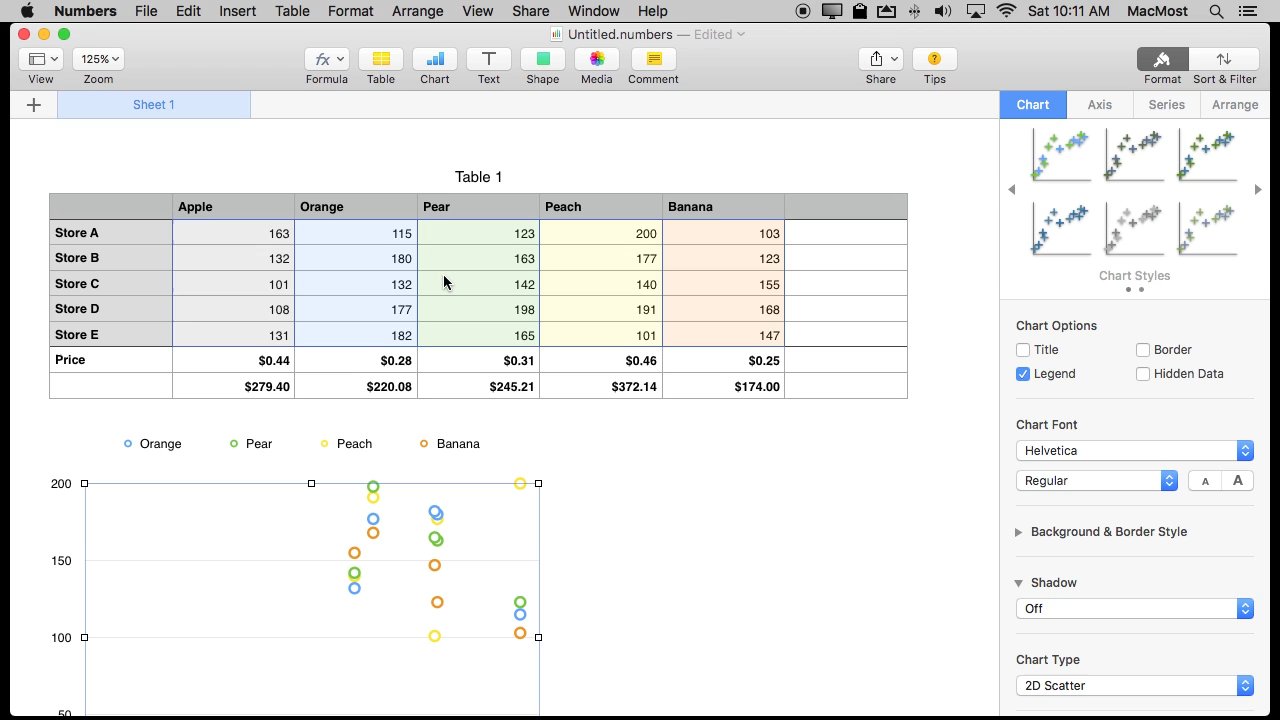 Numbers File Edit Insert Table Format Arrange View Share Window Help Sat 10:11 AM MacMost
Untitled.numbers — Edited
125%
View Zoom Formula Table Chart Text Shape Media Comment Share Tips Format Sort & Filter
Sheet 1 Chart Axis Series Arrange
Table 1
Apple Orange Pear Peach Banana
Store A 163 115 123 200 103
Store B 132 180 163 177 123
Store C 101 132 142 140 155
Store D 108 177 198 191 168
Store E 131 182 165 101 147
Price $0.44 $0.28 $0.31 $0.46 $0.25
$279.40 $220.08 $245.21 $372.14 $174.00
Orange Pear Peach Banana
200
150
100
50
Chart Styles
Chart Options
Title Border
Legend Hidden Data
Chart Font
Helvetica
Regular A A
Background & Border Style
Shadow
Off
Chart Type
2D Scatter